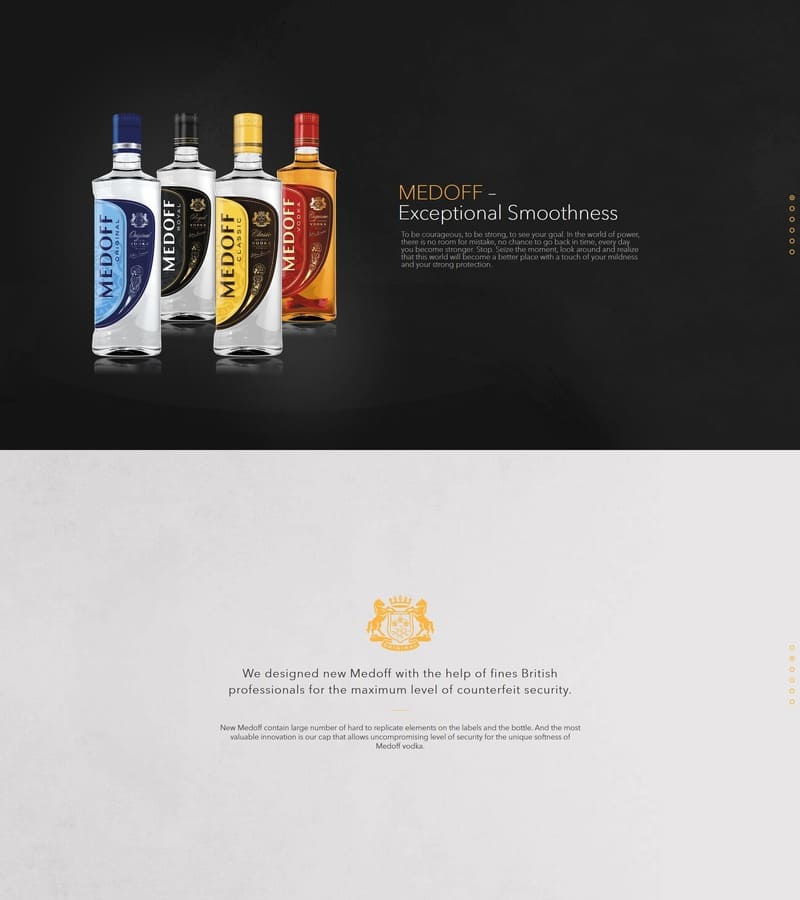 MEDOFF
ORIGINAL
Original
VODKA
MEDOFF
ROYAL
Royal
VODKA
MEDOFF
CLASSIC
Classic
VODKA
MEDOFF
VODKA
MEDOFF –
Exceptional Smoothness
To be courageous, to be strong, to see your goal. In the world of power,
there is no room for mistake, no chance to go back in time, every day
you become stronger. Stop. Seize the moment, look around and realize
that this world will become a better place with a touch of your mildness
and your strong protection.
ORIGINAL
We designed new Medoff with the help of fines British
professionals for the maximum level of counterfeit security.
New Medoff contain large number of hard to replicate elements on the labels and the bottle. And the most
valuable innovation is our cap that allows uncompromising level of security for the unique softness of
Medoff vodka.